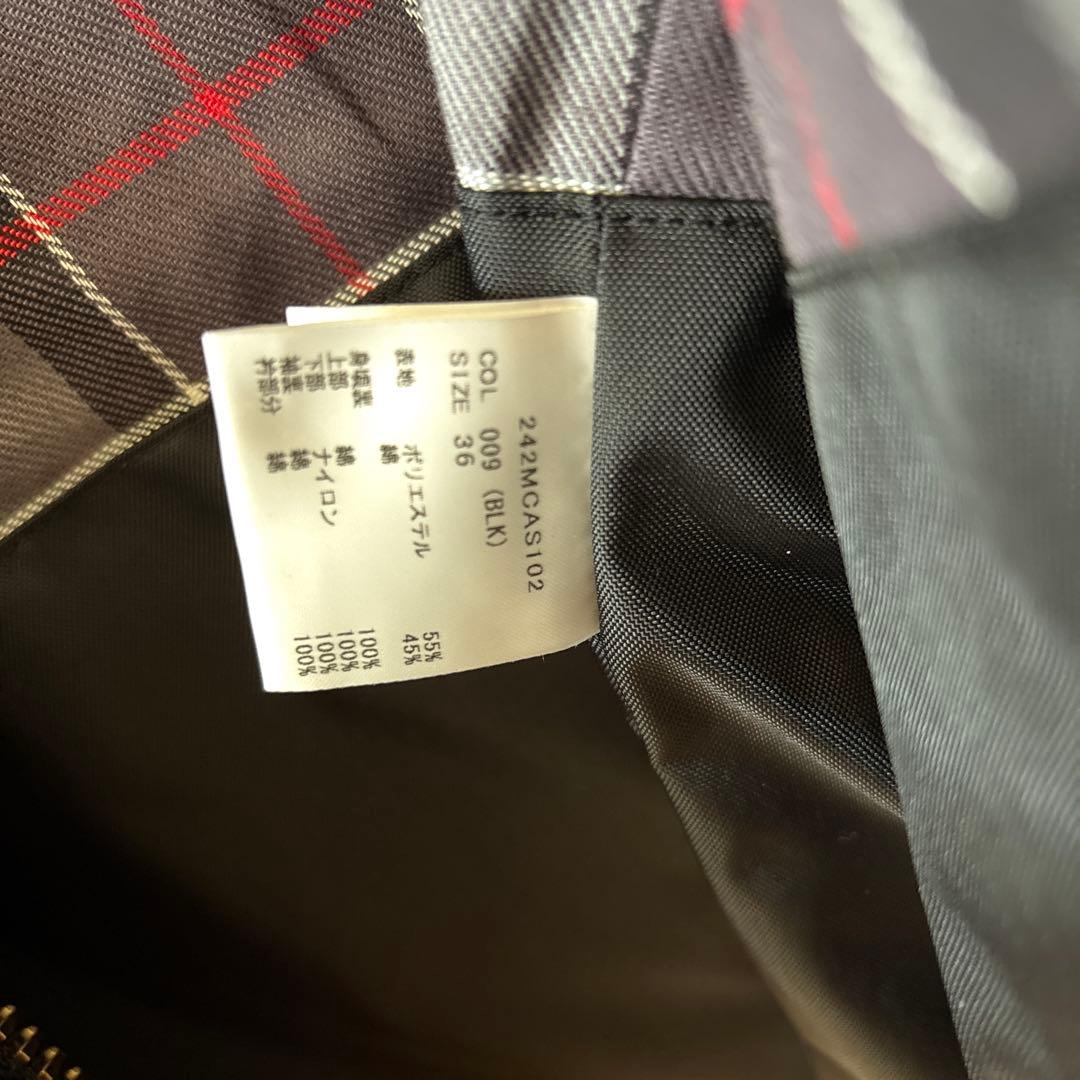 242MCAS102
COL 009 (BLK)
SIZE 36
表地 ポリエステル 55%
綿 45%
身頃裏
上部 綿 100%
下部 ナイロン 100%
袖裏 綿 100%
衿部分 綿 100%